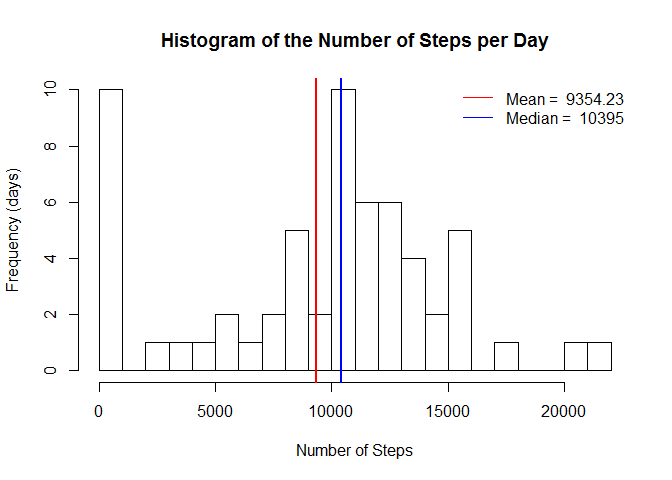 Histogram of the Number of Steps per Day
Mean = 9354.23
Median = 10395
Frequency (days)
10
8
6
4
2
0
0 5000 10000 15000 20000
Number of Steps